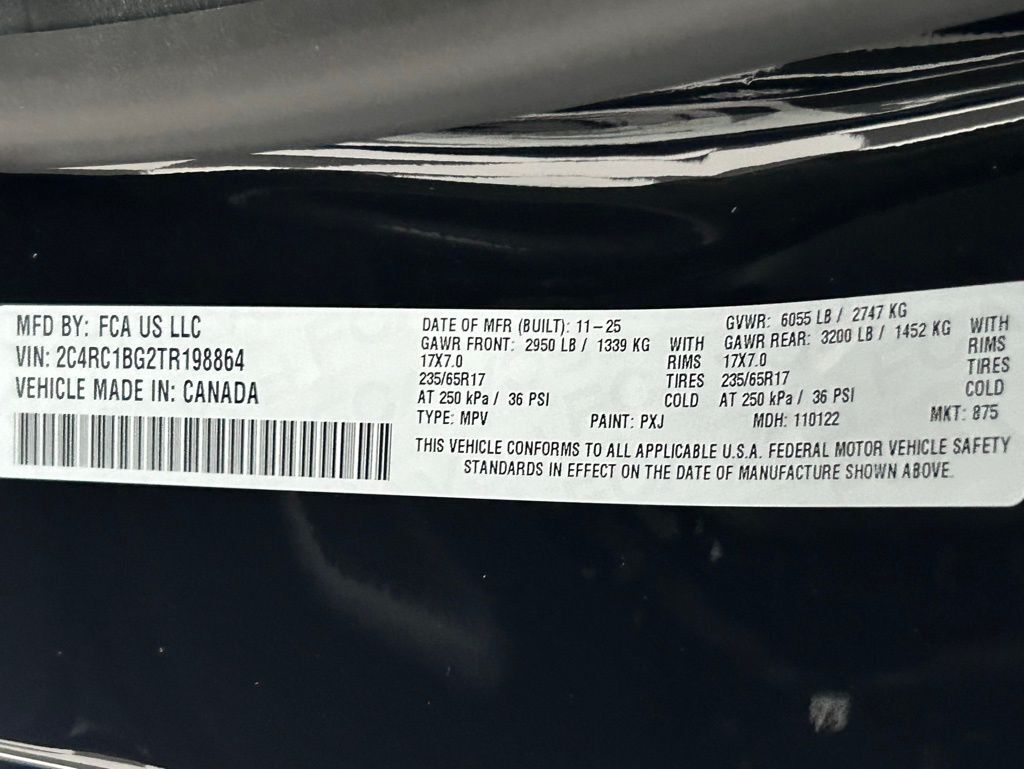 MFD BY: FCA US LLC
VIN: 2C4RC1BG2TR198864
VEHICLE MADE IN: CANADA
DATE OF MFR (BUILT): 11-25
GVWR: 6055 LB / 2747 KG
GAWR FRONT: 2950 LB / 1339 KG WITH
17X7.0 RIMS
235/65R17 TIRES
AT 250 kPa / 36 PSI COLD
GAWR REAR: 3200 LB / 1452 KG WITH
17X7.0 RIMS
235/65R17 TIRES
AT 250 kPa / 36 PSI COLD
TYPE: MPV PAINT: PXJ MDH: 110122 MKT: 875
THIS VEHICLE CONFORMS TO ALL APPLICABLE U.S.A. FEDERAL MOTOR VEHICLE SAFETY
STANDARDS IN EFFECT ON THE DATE OF MANUFACTURE SHOWN ABOVE.